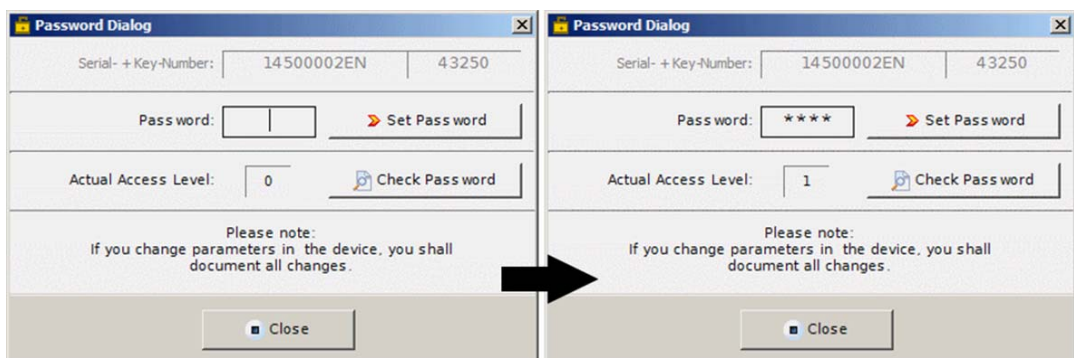 Password Dialog
Serial- + Key-Number: 14500002EN 43250
Password: Set Password
Actual Access Level: 0 Check Password
Please note:
If you change parameters in the device, you shall
document all changes.
Close
Password Dialog
Serial- + Key-Number: 14500002EN 43250
Password: **** Set Password
Actual Access Level: 1 Check Password
Please note:
If you change parameters in the device, you shall
document all changes.
Close